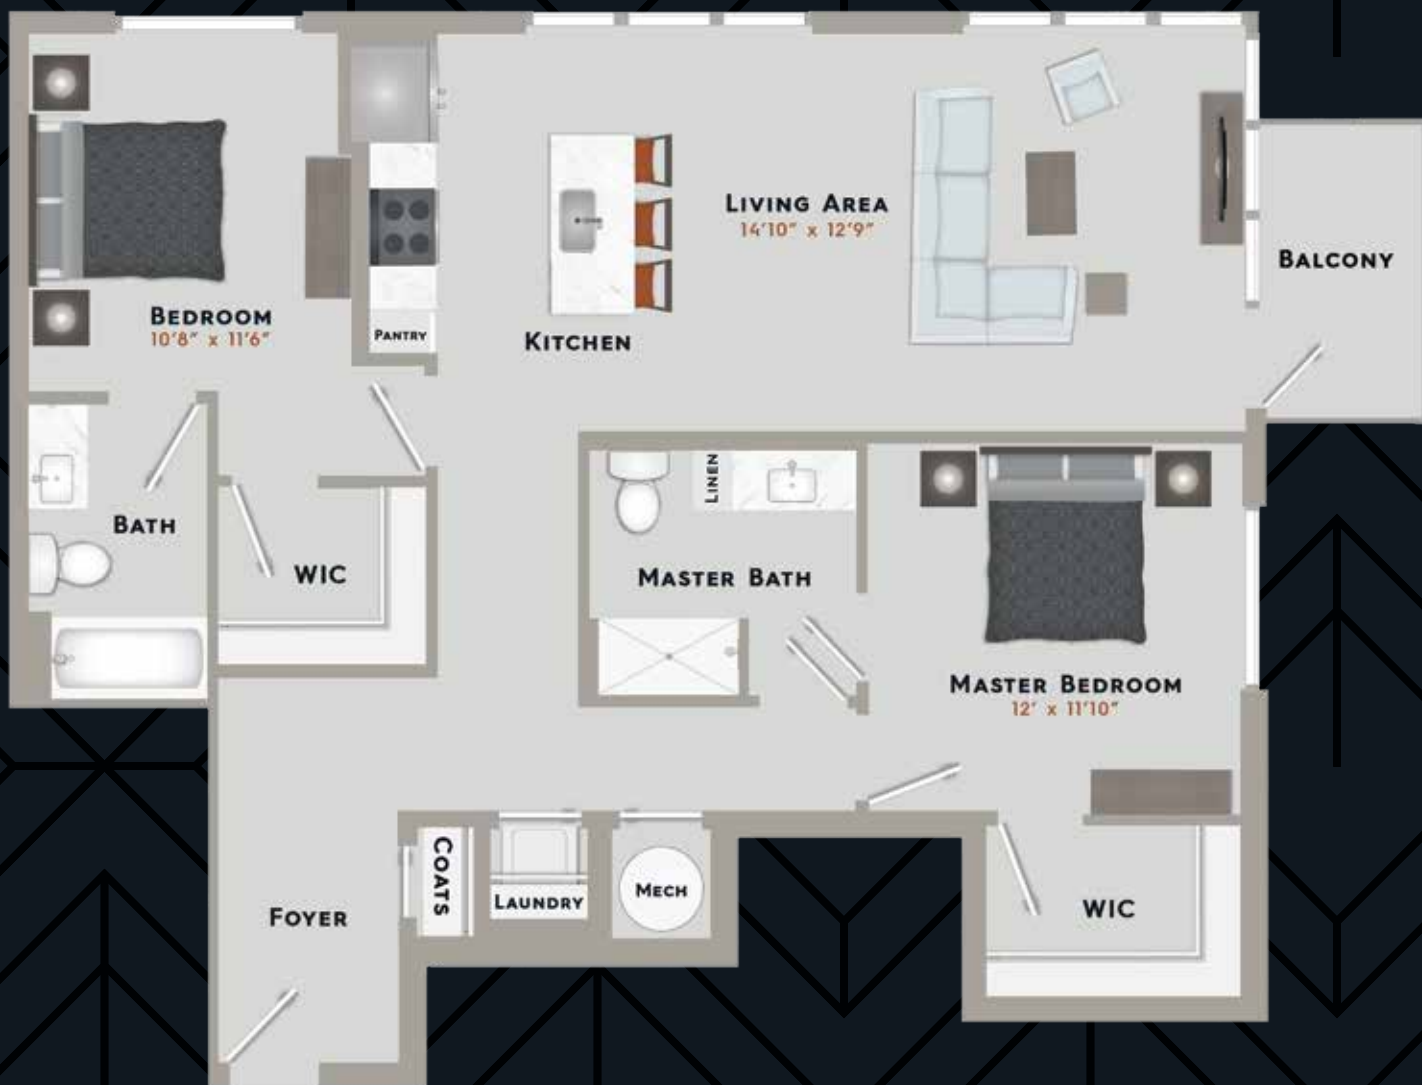 LIVING AREA
14'10" x 12'9"
BALCONY
BEDROOM
10'8" x 11'6"
PANTRY
KITCHEN
LINEN
BATH
WIC
MASTER BATH
MASTER BEDROOM
12' x 11'10"
COATS
LAUNDRY
MECH
FOYER
WIC